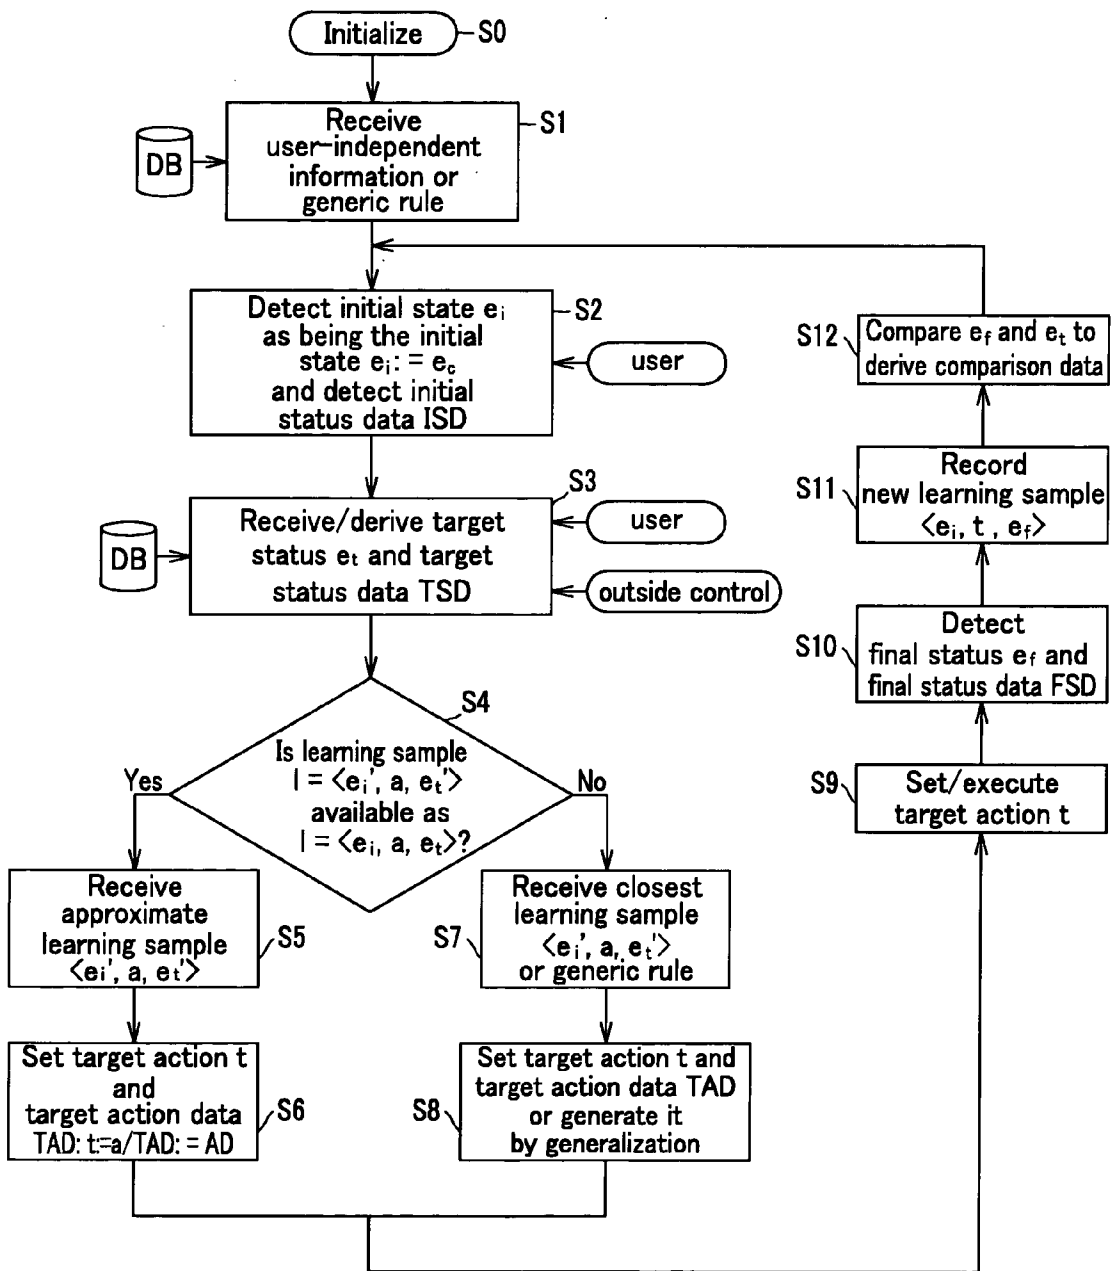 Initialize
S0
Receive
user-independent
information or
generic rule
S1
DB
Detect initial state ei
as being the initial
state ei: = ec
and detect initial
status data ISD
S2
user
Receive/derive target
status et and target
status data TSD
S3
DB
user
outside control
Is learning sample
l = <ei', a, et'>
available as
l = <ei, a, et>?
S4
Yes
No
Receive
approximate
learning sample
<ei', a, et'>
S5
Set target action t
and
target action data
TAD: t:=a/TAD: = AD
S6
Receive closest
learning sample
<ei', a, et'>
or generic rule
S7
Set target action t and
target action data TAD
or generate it
by generalization
S8
S9
Set/execute
target action t
S10
Detect
final status ef and
final status data FSD
S11
Record
new learning sample
<ei, t , ef>
S12
Compare ef and et to
derive comparison data